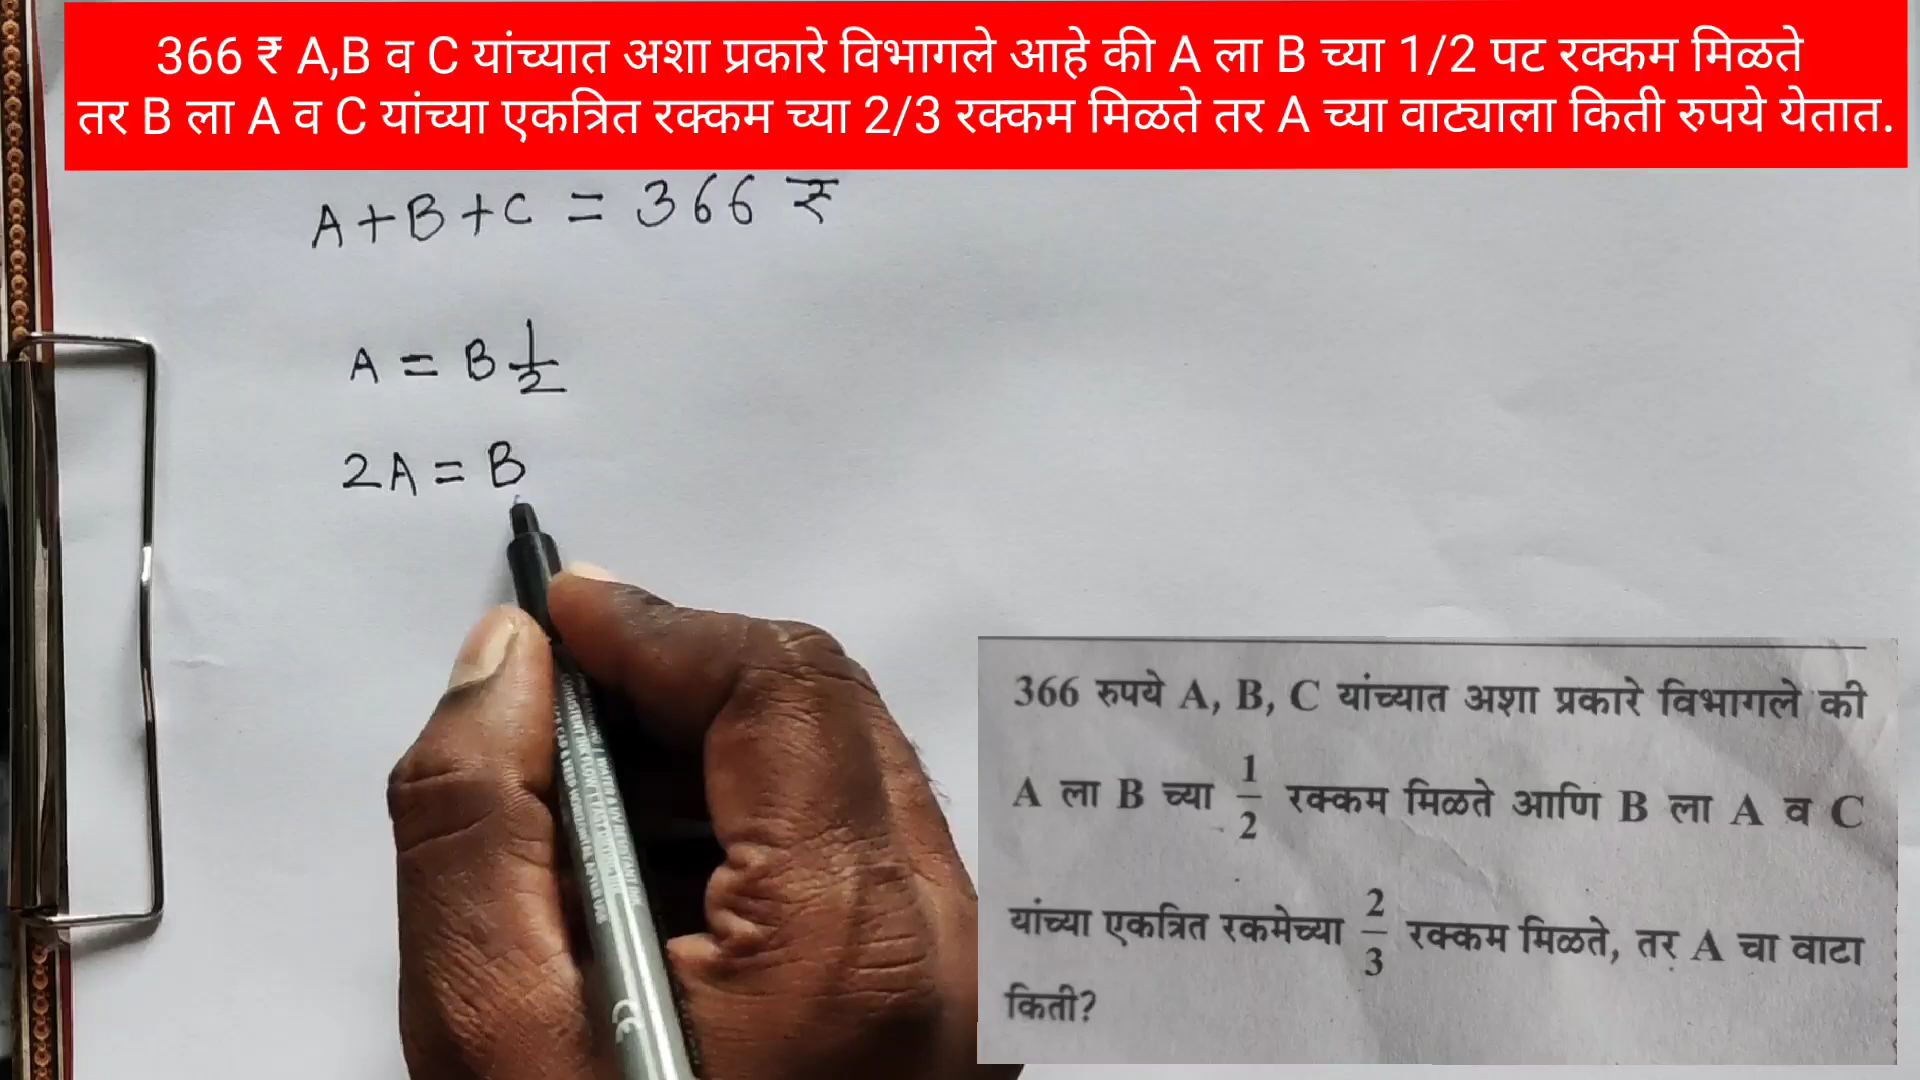 366 ₹ A,B व C यांच्यात अशा प्रकारे विभागले आहे की A ला B च्या 1/2 पट रक्कम मिळते
तर B ला A व C यांच्या एकत्रित रक्कम च्या 2/3 रक्कम मिळते तर A च्या वाट्याला किती रुपये येतात.
A+B+C = 366 ₹
A = B 1/2
2A = B
366 रुपये A, B, C यांच्यात अशा प्रकारे विभागले की
A ला B च्या 1/2 रक्कम मिळते आणि B ला A व C
यांच्या एकत्रित रकमेच्या 2/3 रक्कम मिळते, तर A चा वाटा
किती?
CE